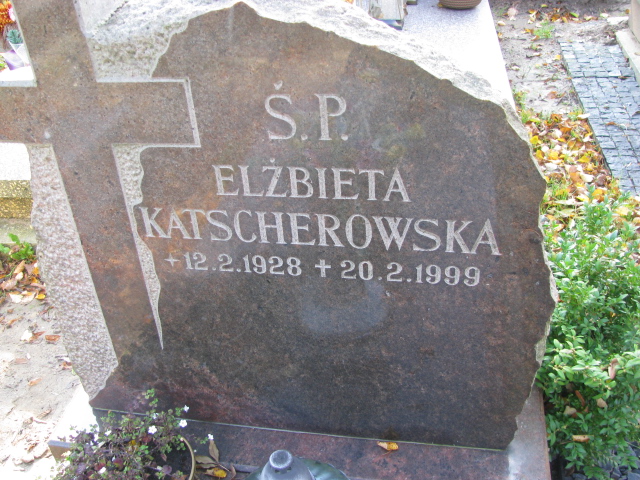 Ś.P.
ELŻBIETA
KATSCHEROWSKA
+12.2.1928 + 20.2.1999